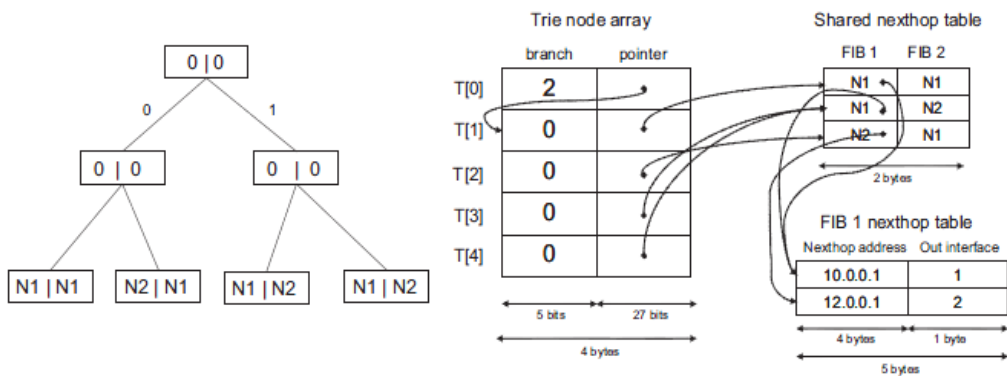 0 | 0
0
1
0 | 0
0 | 0
N1 | N1
N2 | N1
N1 | N2
N1 | N2
Trie node array
branch
pointer
T[0]
2
T[1]
0
T[2]
0
T[3]
0
T[4]
0
5 bits
27 bits
4 bytes
Shared nexthop table
FIB 1
FIB 2
N1
N1
N1
N2
N2
N1
2 bytes
FIB 1 nexthop table
Nexthop address
Out interface
10.0.0.1
1
12.0.0.1
2
4 bytes
1 byte
5 bytes